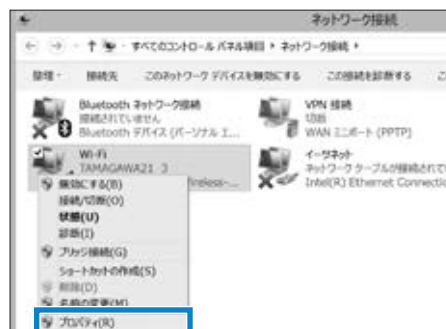 ネットワーク接続
すべてのコントロール パネル項目 ネットワーク接続
整理
接続先
このネットワーク デバイスを無効にする
この接続を診断する
Bluetooth ネットワーク接続
接続されていません
Bluetooth デバイス (パーソナル エ...
VPN 接続
切断
WAN ミニポート (PPTP)
Wi-Fi
TAMAGAWA21 3
ireless-...
イーサネット
ネットワーク ケーブルが接続されて
Intel(R) Ethernet Connectio
無効にする(B)
接続/切断(O)
状態(U)
診断(I)
ブリッジ接続(G)
ショートカットの作成(S)
削除(D)
名前の変更(M)
プロパティ(R)